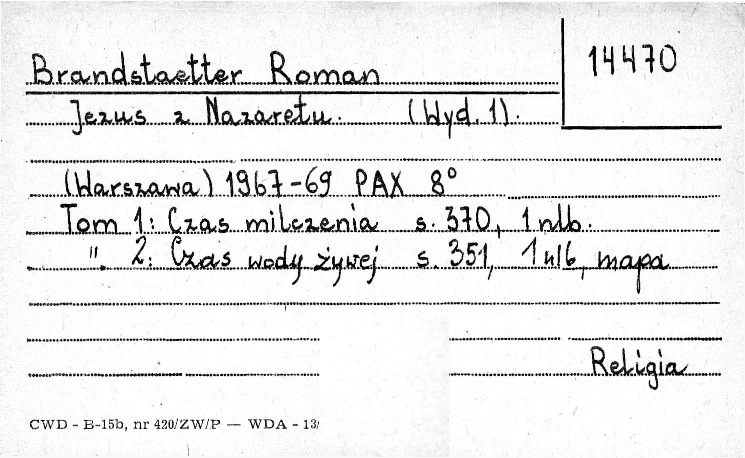 Brandstaetter Roman
14470
Jezus z Nazaretu. (Wyd. 1).
(Warszawa) 1967-69 PAX 8°
Tom 1: Czas milczenia s. 370, 1 nlb.
". 2: Czas wody żywej s. 351, 1 nlb, mapa
Religia
CWD - B-15b, nr 420/ZW/P — WDA - 13/